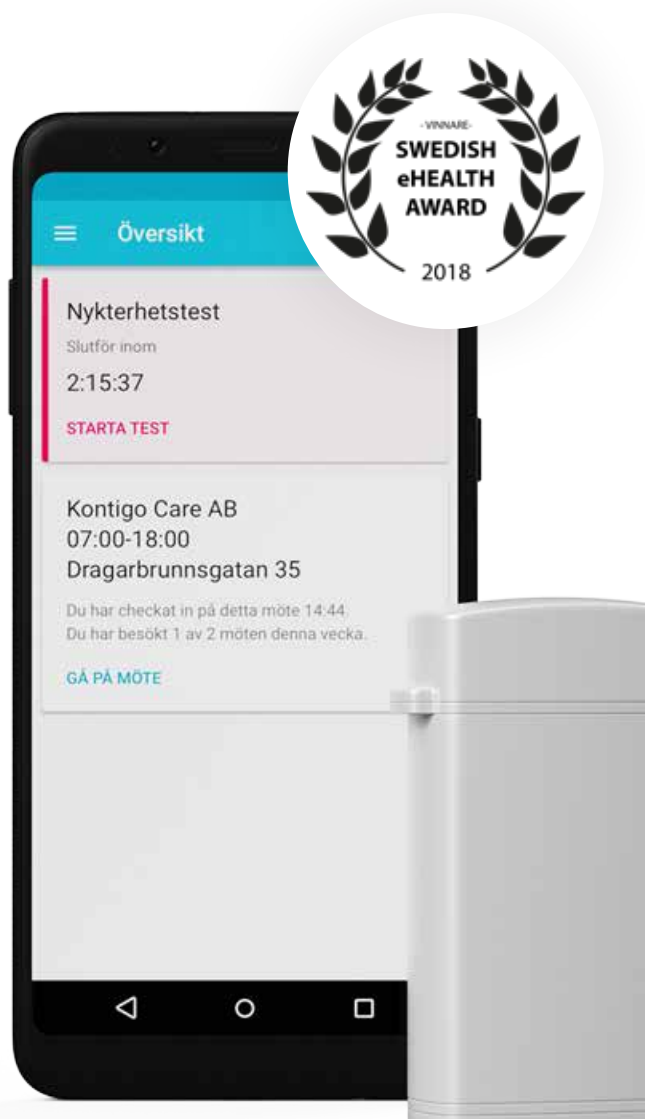 - VINNARE-
SWEDISH
eHEALTH
AWARD
2018
Översikt
Nykterhetstest
Slutför inom
2:15:37
STARTA TEST
Kontigo Care AB
07:00-18:00
Dragarbrunnsgatan 35
Du har checkat in på detta möte 14:44.
Du har besökt 1 av 2 möten denna vecka.
GÅ PÅ MÖTE